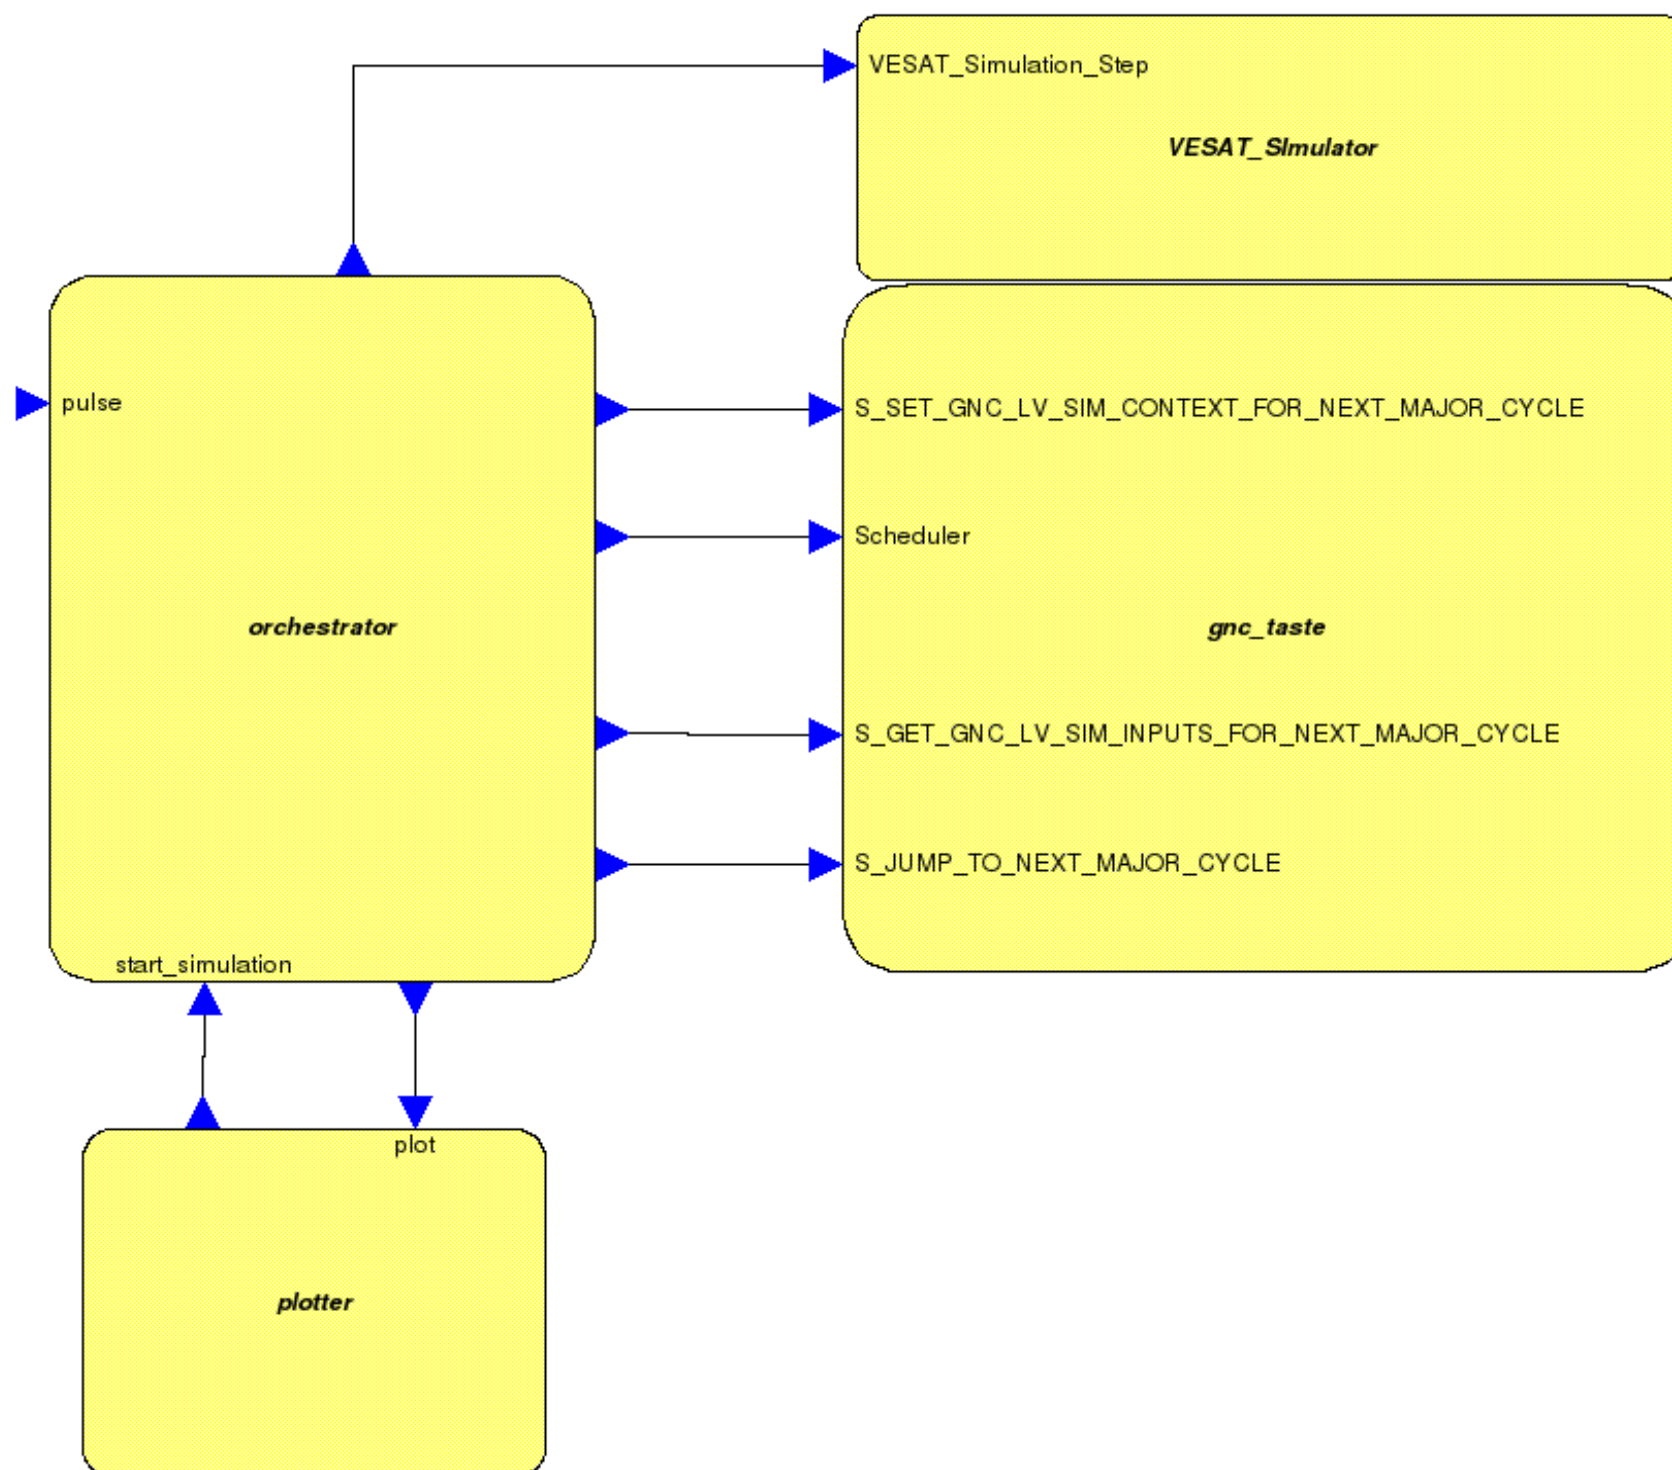 VESAT_Simulation_Step
VESAT_SImulator
pulse
orchestrator
start_simulation
S_SET_GNC_LV_SIM_CONTEXT_FOR_NEXT_MAJOR_CYCLE
Scheduler
gnc_taste
S_GET_GNC_LV_SIM_INPUTS_FOR_NEXT_MAJOR_CYCLE
S_JUMP_TO_NEXT_MAJOR_CYCLE
plot
plotter